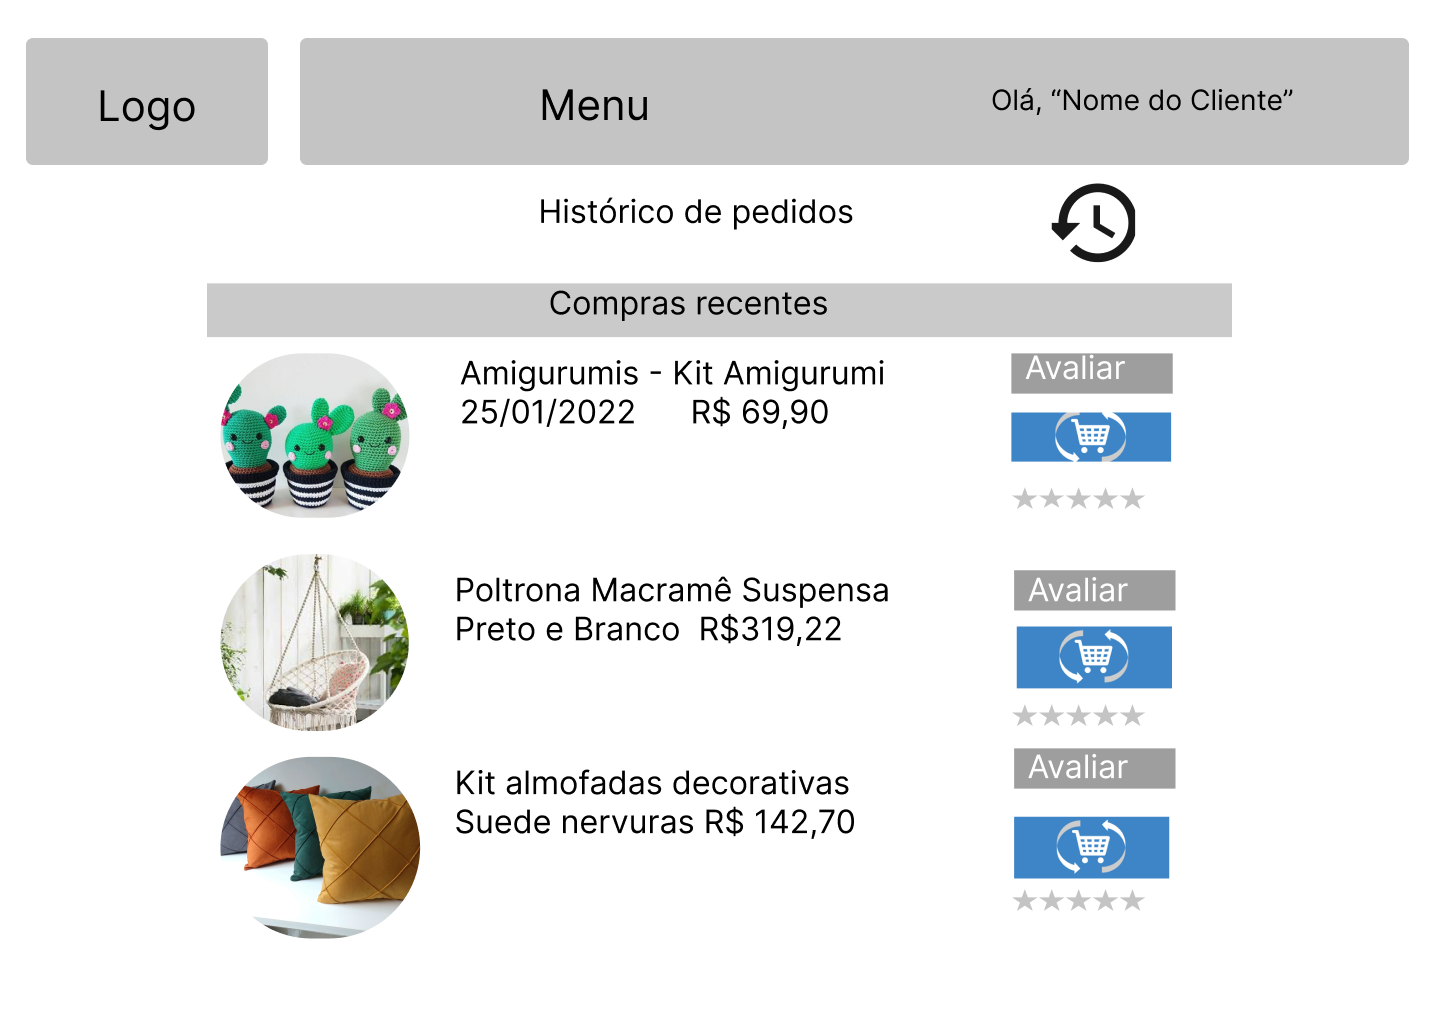 Logo
Menu
Olá, “Nome do Cliente”
Histórico de pedidos
Compras recentes
Amigurumis - Kit Amigurumi
25/01/2022 R$ 69,90
Avaliar
Poltrona Macramê Suspensa
Preto e Branco R$319,22
Avaliar
Kit almofadas decorativas
Suede nervuras R$ 142,70
Avaliar